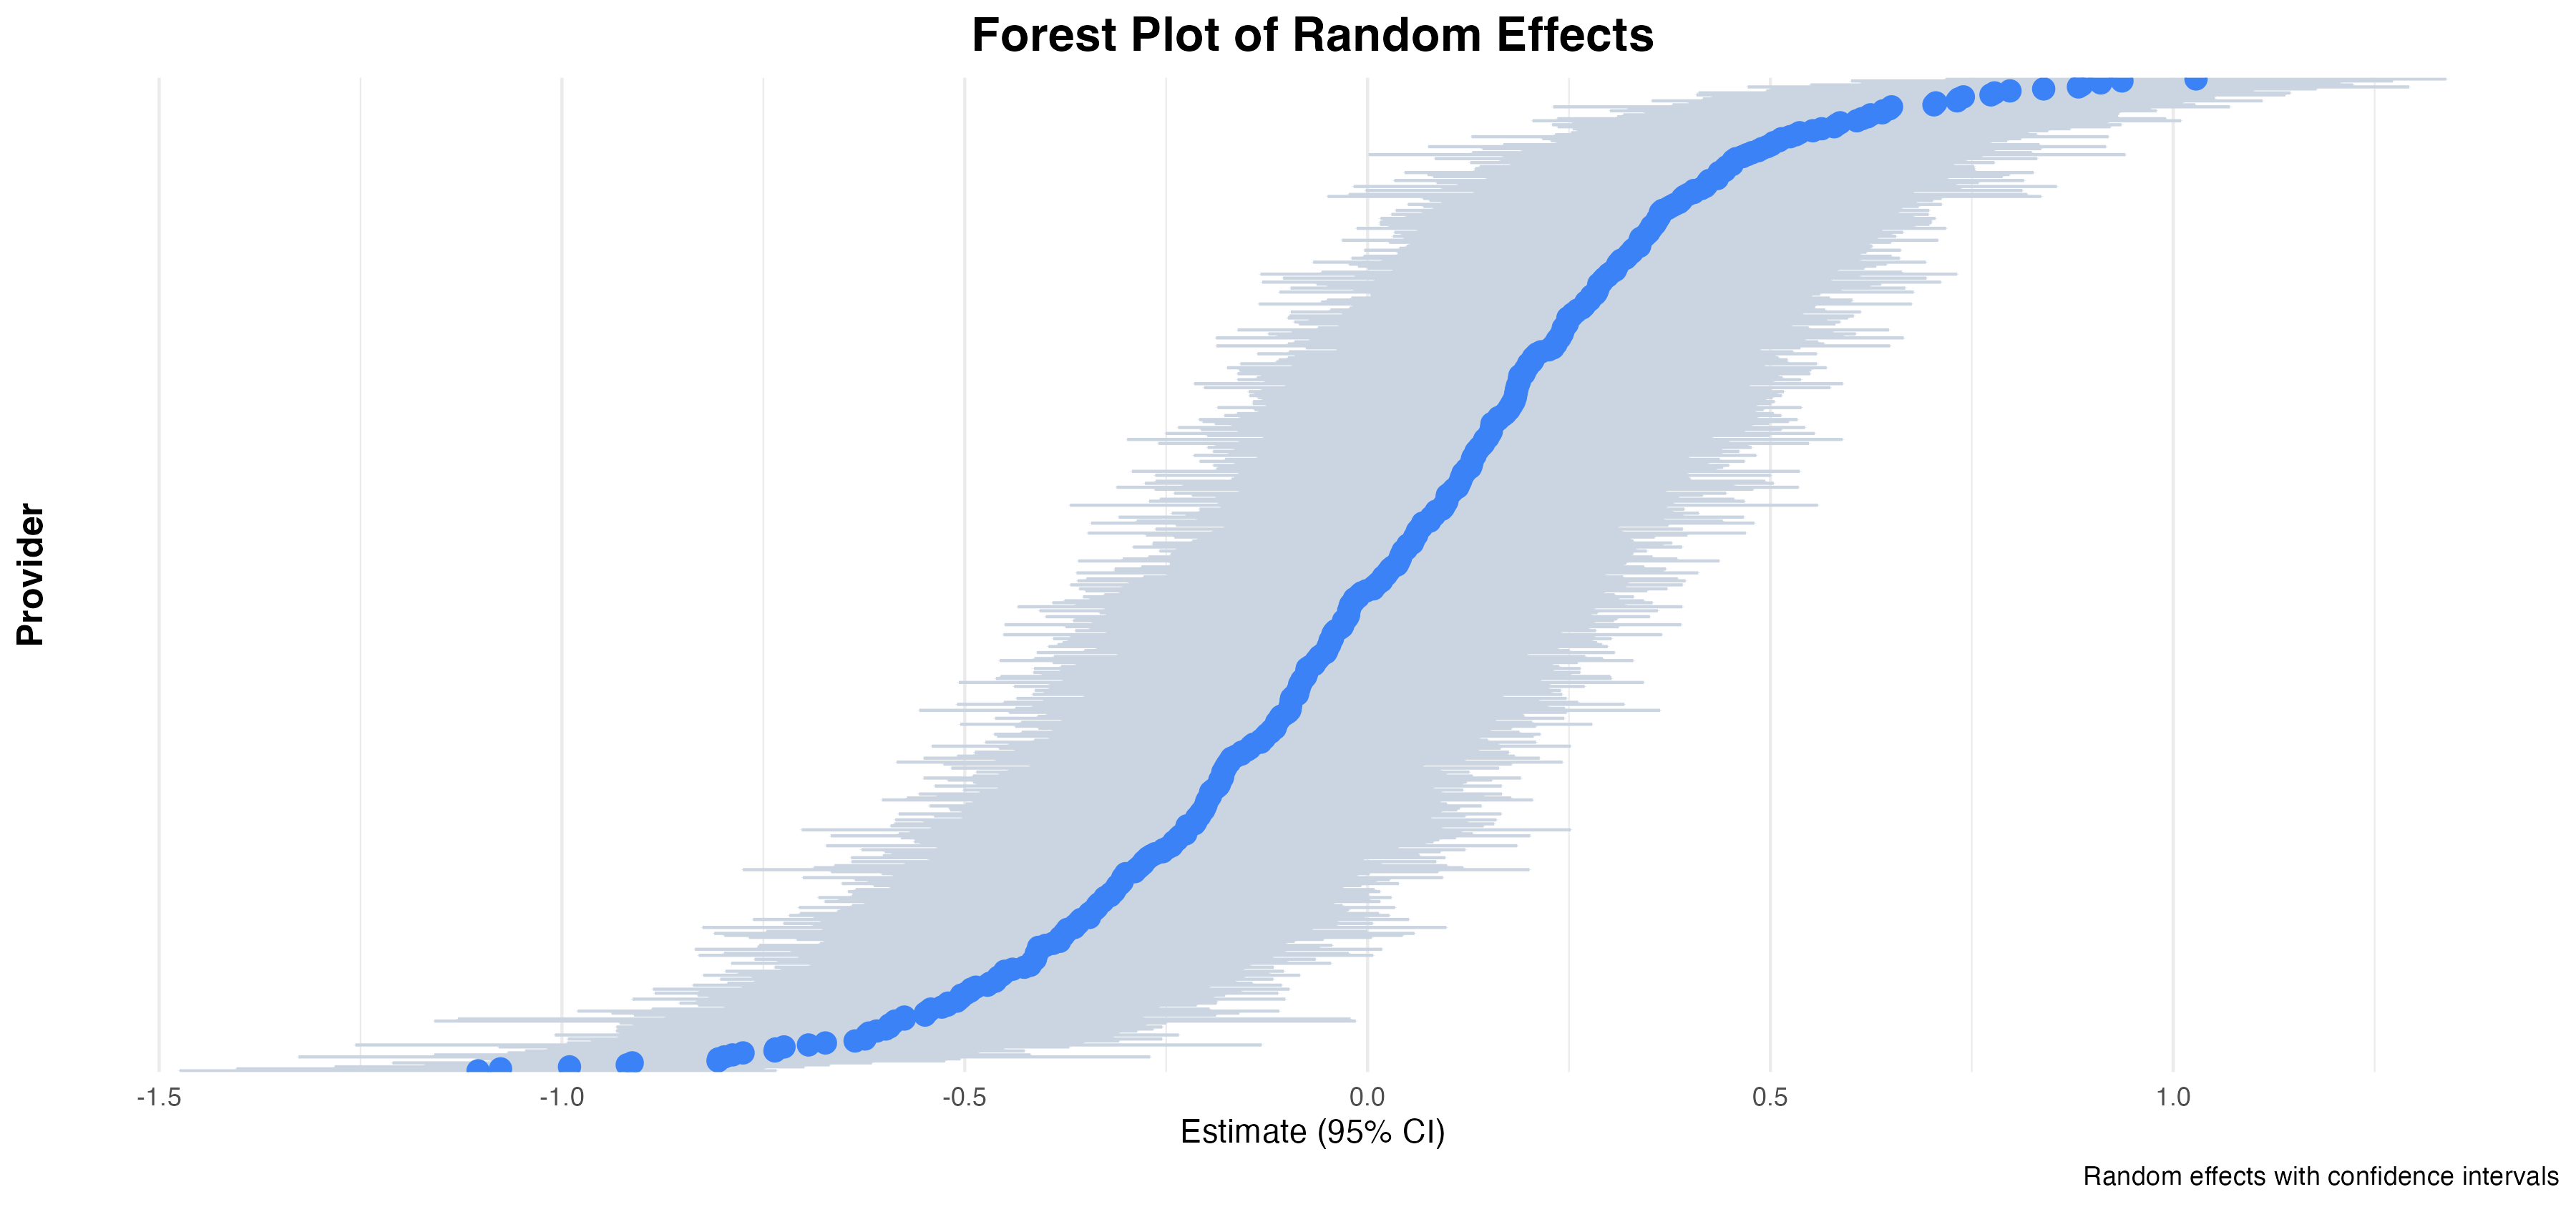 Forest Plot of Random Effects
Provider
-1.5 -1.0 -0.5 0.0 0.5 1.0
Estimate (95% CI)
Random effects with confidence intervals